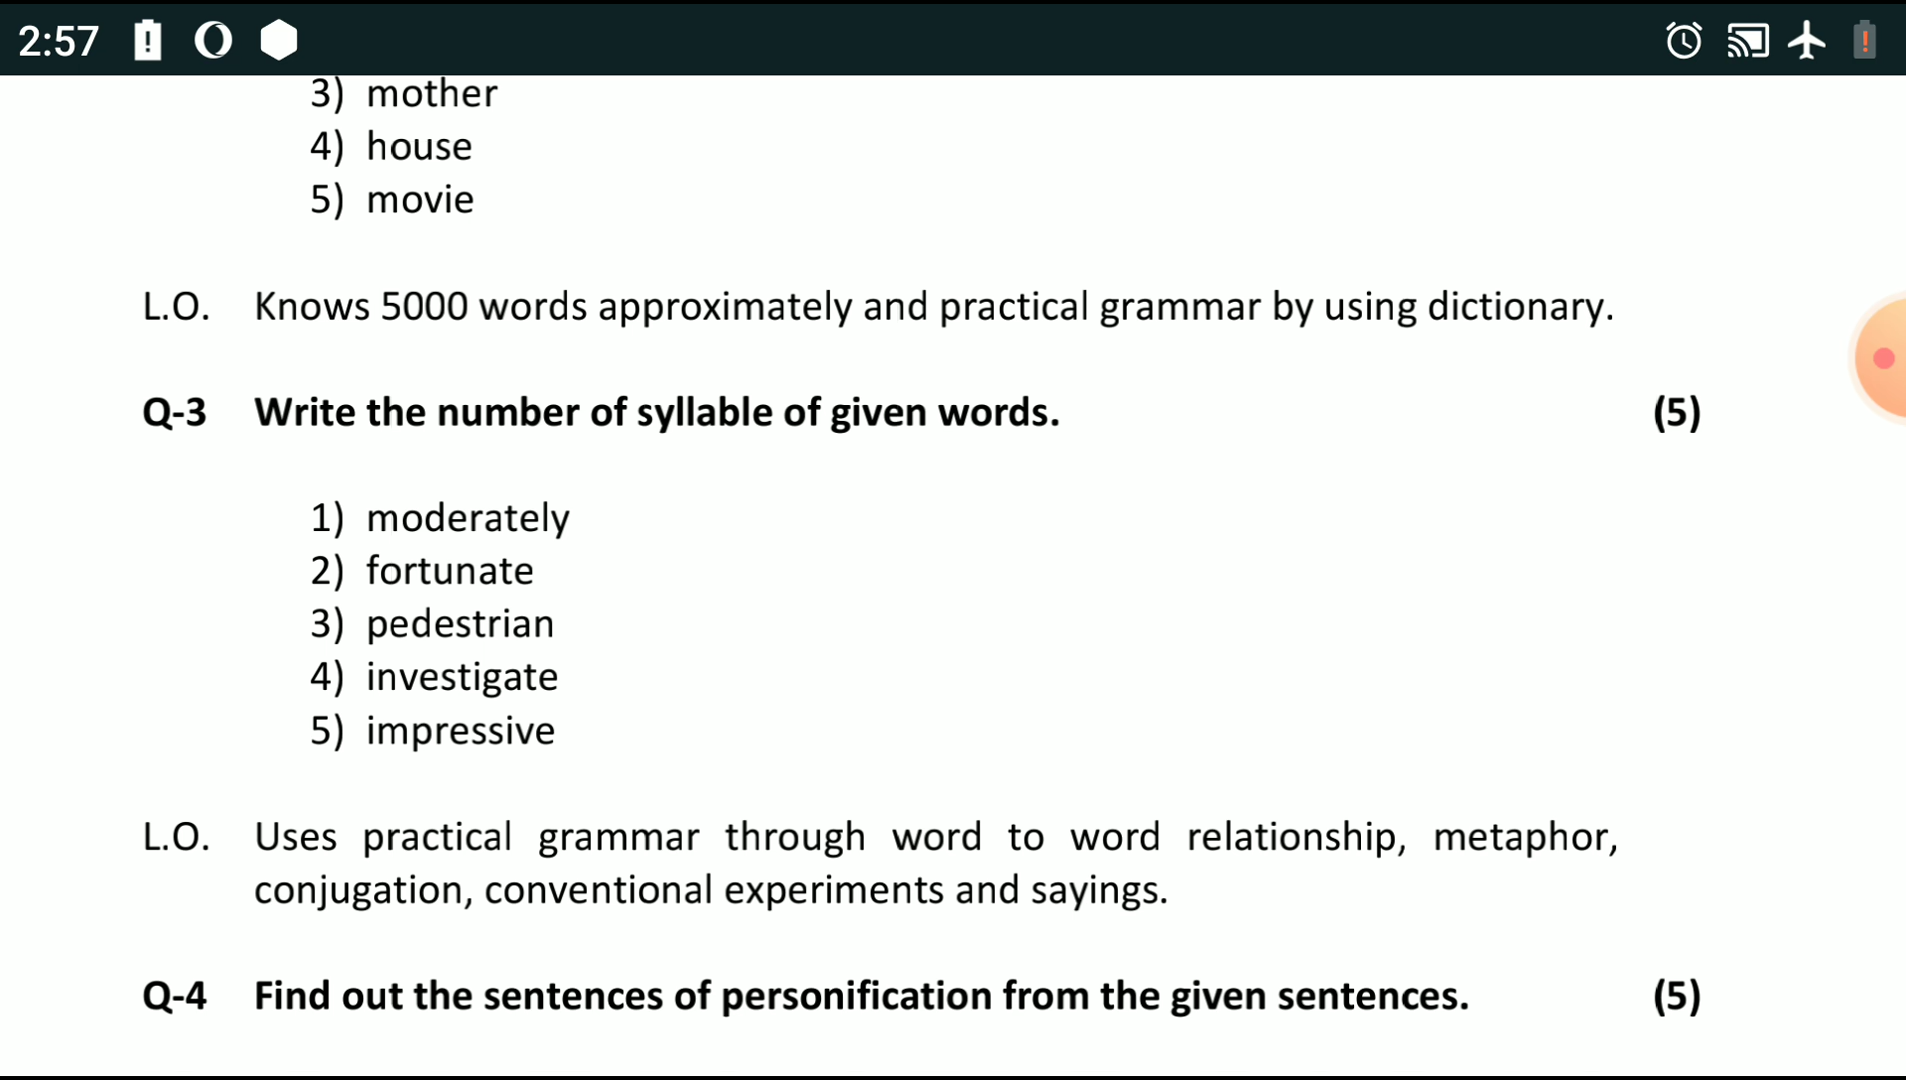 2:57
3) mother
4) house
5) movie
L.O. Knows 5000 words approximately and practical grammar by using dictionary.
Q-3 Write the number of syllable of given words. (5)
1) moderately
2) fortunate
3) pedestrian
4) investigate
5) impressive
L.O. Uses practical grammar through word to word relationship, metaphor,
conjugation, conventional experiments and sayings.
Q-4 Find out the sentences of personification from the given sentences. (5)